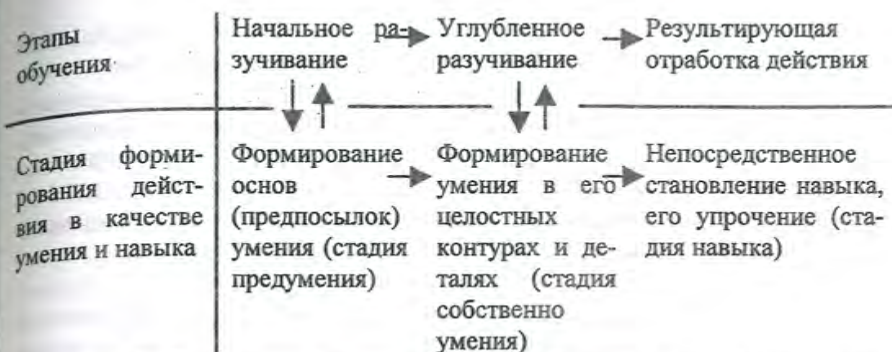 Этапы
обучения
Начальное ра-
зучивание
Углубленное
разучивание
Результирующая
отработка действия
Стадия форми-
рования дейст-
вия в качестве
умения и навыка
Формирование
основ
(предпосылок)
умения (стадия
предумения)
Формирование
умения в его
целостных
контурах и де-
талях (стадия
собственно
умения)
Непосредственное
становление навыка,
его упрочение (ста-
дия навыка)